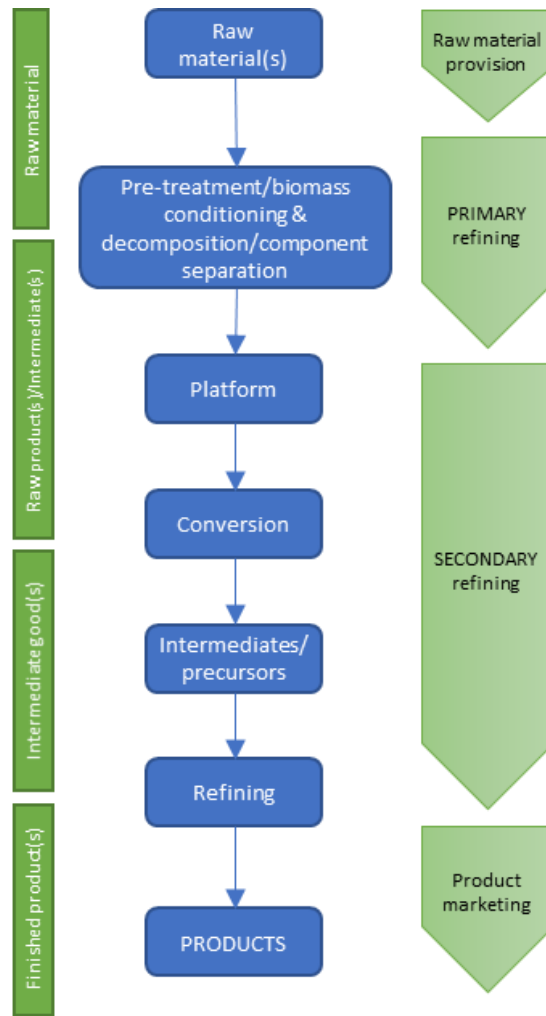 Raw
material(s)
Raw material
provision
Raw material
Pre-treatment/biomass
conditioning &
decomposition/component
separation
PRIMARY
refining
Raw product(s)/Intermediate(s)
Platform
Conversion
SECONDARY
refining
Intermediate good(s)
Intermediates/
precursors
Refining
Finished product(s)
Product
marketing
PRODUCTS